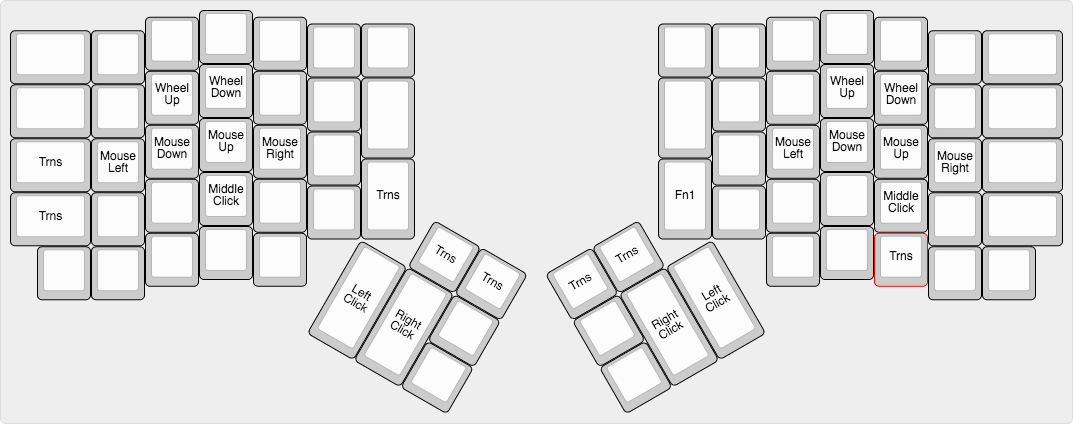 Wheel
Up
Wheel
Down
Trns
Mouse
Left
Mouse
Down
Mouse
Up
Mouse
Right
Trns
Middle
Click
Trns
Trns
Trns
Left
Click
Right
Click
Wheel
Up
Wheel
Down
Mouse
Left
Mouse
Down
Mouse
Up
Mouse
Right
Fn1
Middle
Click
Trns
Trns
Trns
Right
Click
Left
Click